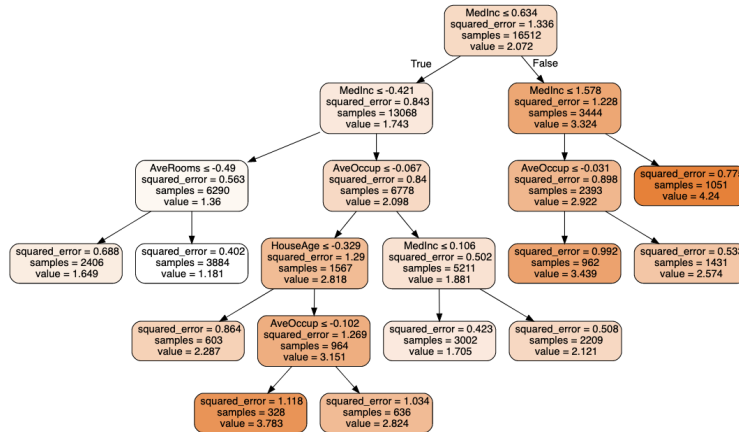 MedInc ≤ 0.634
squared_error = 1.336
samples = 16512
value = 2.072
True
False
MedInc ≤ -0.421
squared_error = 0.843
samples = 13068
value = 1.743
MedInc ≤ 1.578
squared_error = 1.228
samples = 3444
value = 3.324
AveRooms ≤ -0.49
squared_error = 0.563
samples = 6290
value = 1.36
AveOccup ≤ -0.067
squared_error = 0.84
samples = 6778
value = 2.098
AveOccup ≤ -0.031
squared_error = 0.898
samples = 2393
value = 2.922
squared_error = 0.775
samples = 1051
value = 4.24
squared_error = 0.688
samples = 2406
value = 1.649
squared_error = 0.402
samples = 3884
value = 1.181
HouseAge ≤ -0.329
squared_error = 1.29
samples = 1567
value = 2.818
MedInc ≤ 0.106
squared_error = 0.502
samples = 5211
value = 1.881
squared_error = 0.992
samples = 962
value = 3.439
squared_error = 0.533
samples = 1431
value = 2.574
squared_error = 0.864
samples = 603
value = 2.287
AveOccup ≤ -0.102
squared_error = 1.269
samples = 964
value = 3.151
squared_error = 0.423
samples = 3002
value = 1.705
squared_error = 0.508
samples = 2209
value = 2.121
squared_error = 1.118
samples = 328
value = 3.783
squared_error = 1.034
samples = 636
value = 2.824